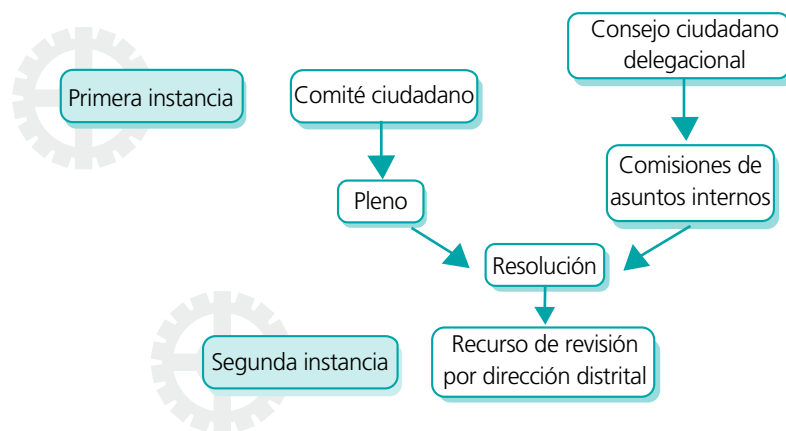 Consejo ciudadano
delegacional
Primera instancia
Comité ciudadano
Comisiones de
asuntos internos
Pleno
Resolución
Segunda instancia
Recurso de revisión
por dirección distrital